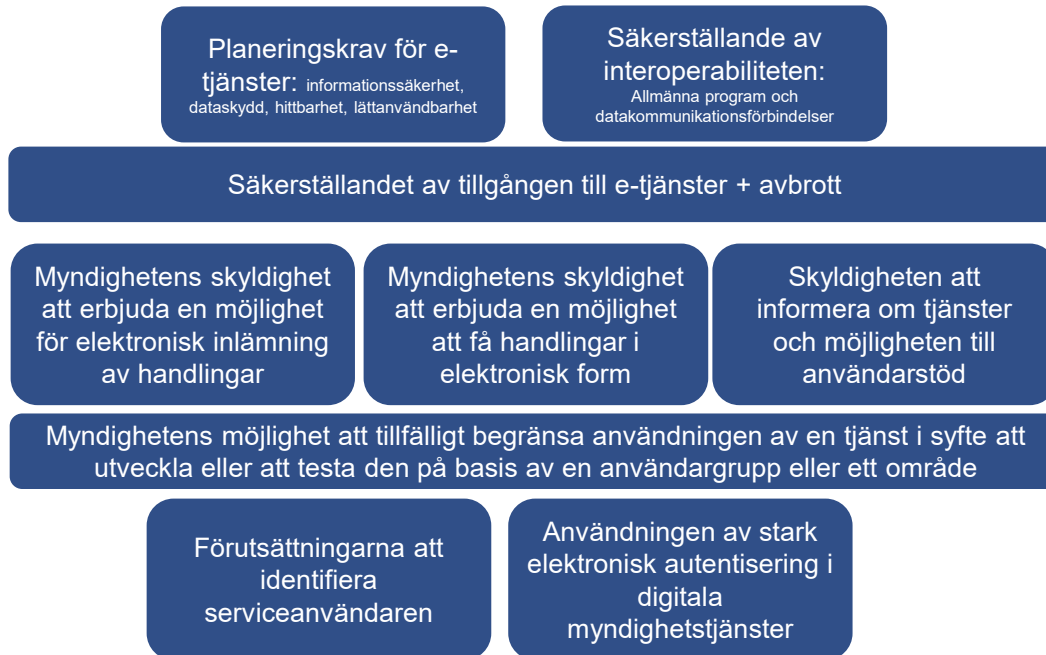 Planeringskrav för e-
tjänster: informationssäkerhet,
dataskydd, hittbarhet, lättanvändbarhet
Säkerställande av
interoperabiliteten:
Allmänna program och
datakommunikationsförbindelser
Säkerställandet av tillgången till e-tjänster + avbrott
Myndighetens skyldighet
att erbjuda en möjlighet
för elektronisk inlämning
av handlingar
Myndighetens skyldighet
att erbjuda en möjlighet
att få handlingar i
elektronisk form
Skyldigheten att
informera om tjänster
och möjligheten till
användarstöd
Myndighetens möjlighet att tillfälligt begränsa användningen av en tjänst i syfte att
utveckla eller att testa den på basis av en användargrupp eller ett område
Förutsättningarna att
identifiera
serviceanvändaren
Användningen av stark
elektronisk autentisering i
digitala
myndighetstjänster